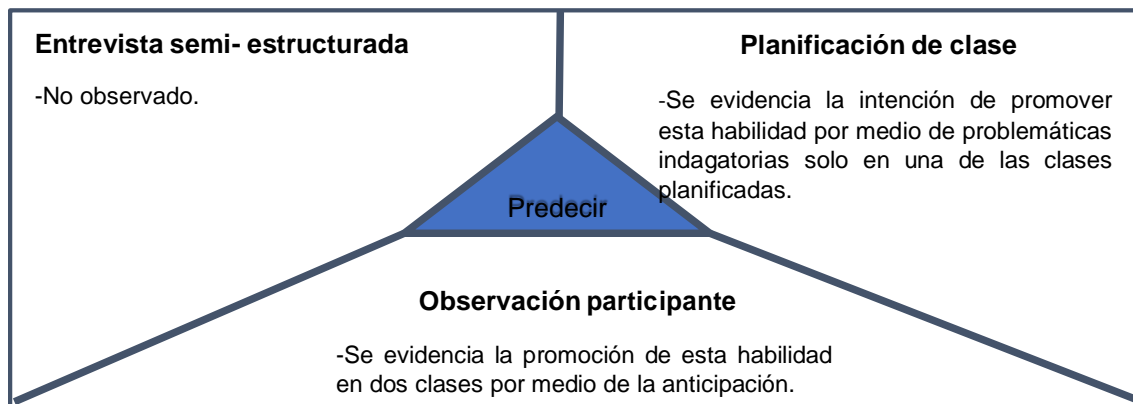 Entrevista semi- estructurada
-No observado.
Planificación de clase
-Se evidencia la intención de promover
esta habilidad por medio de problemáticas
indagatorias solo en una de las clases
planificadas.
Predecir
Observación participante
-Se evidencia la promoción de esta habilidad
en dos clases por medio de la anticipación.